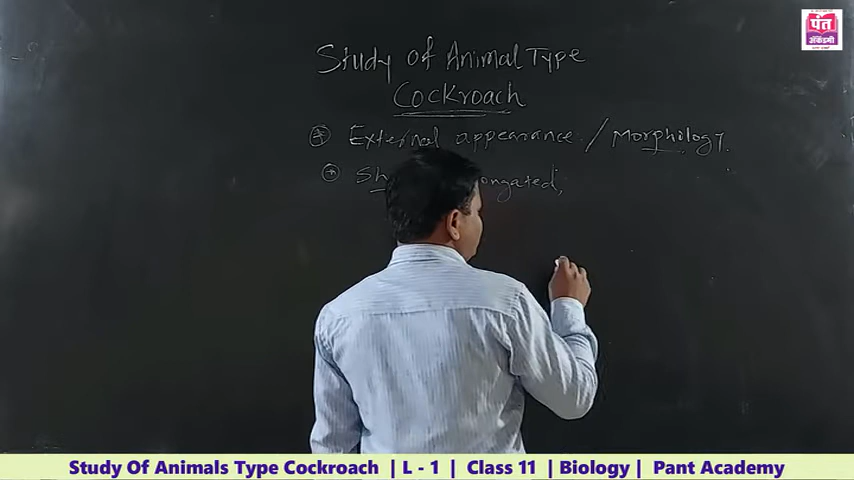 Study of Animal Type
Cockroach
External appearance / Morphology.
Sh ongated,
पंत
अॅकॅडमी
Study Of Animals Type Cockroach | L - 1 | Class 11 | Biology | Pant Academy